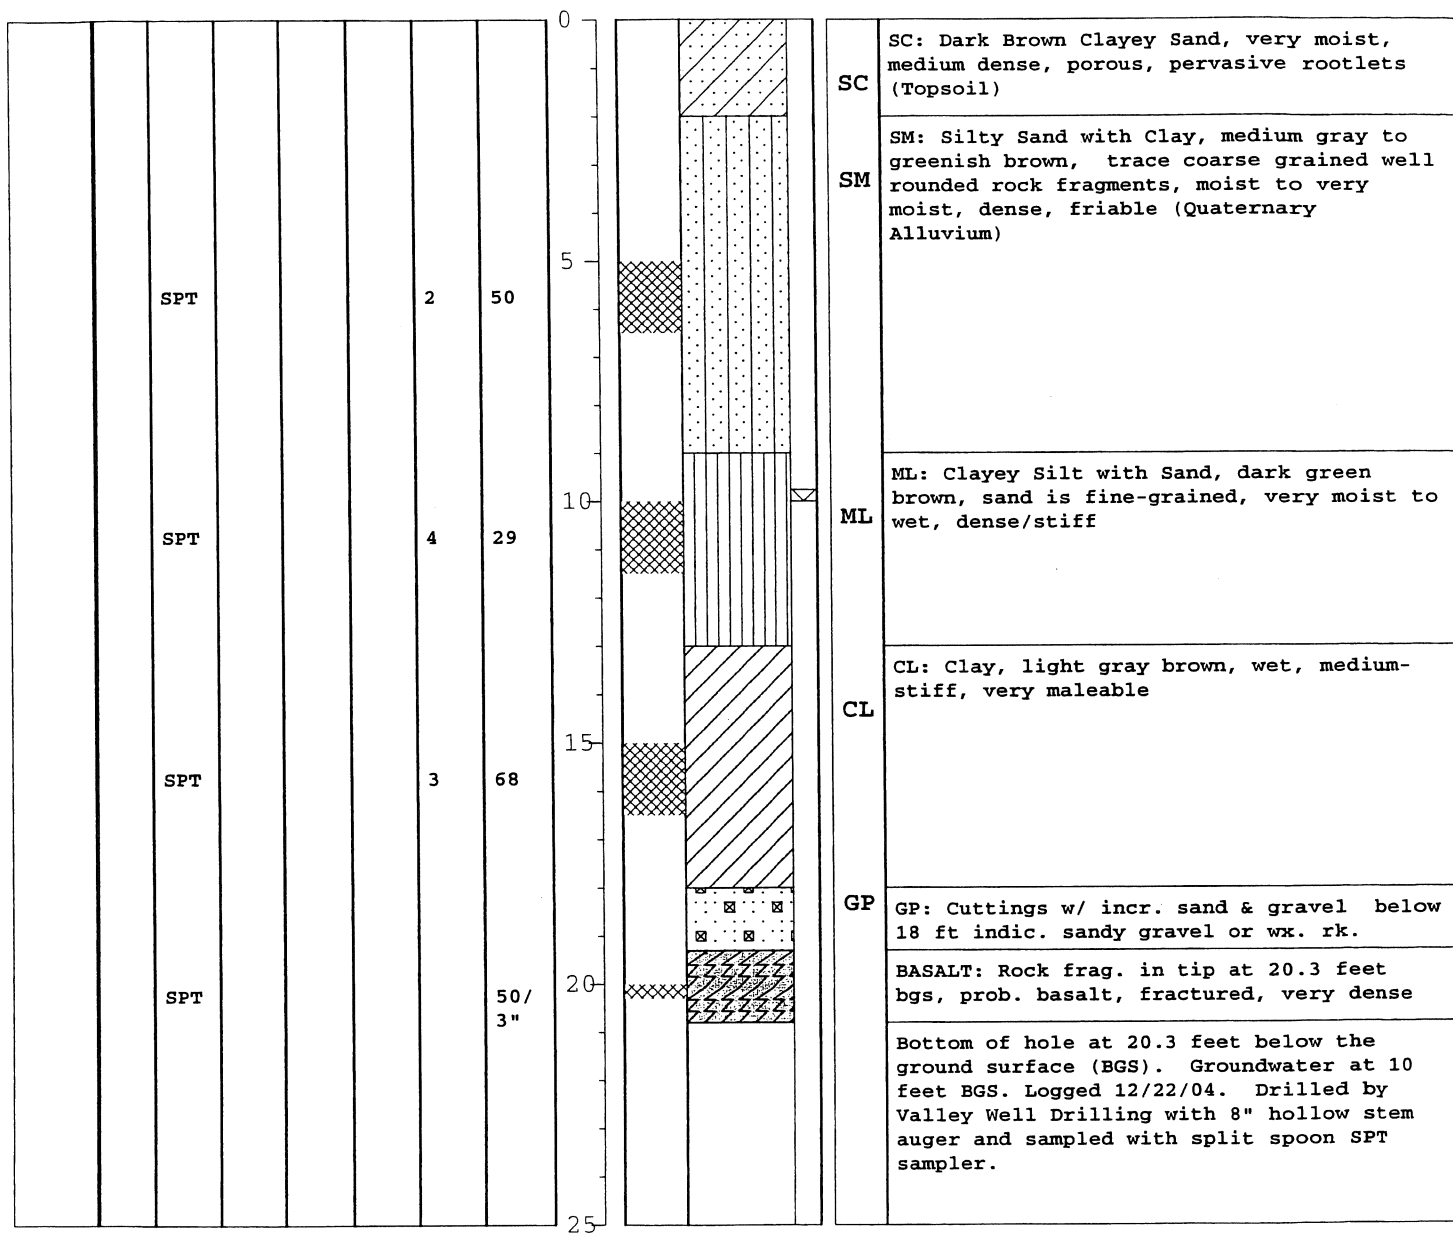 0
SC
SC: Dark Brown Clayey Sand, very moist,
medium dense, porous, pervasive rootlets
(Topsoil)
SM
SM: Silty Sand with Clay, medium gray to
greenish brown, trace coarse grained well
rounded rock fragments, moist to very
moist, dense, friable (Quaternary
Alluvium)
5
SPT 2 50
ML: Clayey Silt with Sand, dark green
brown, sand is fine-grained, very moist to
wet, dense/stiff
10
ML
SPT 4 29
CL: Clay, light gray brown, wet, medium-
stiff, very maleable
CL
15
SPT 3 68
GP
GP: Cuttings w/ incr. sand & gravel below
18 ft indic. sandy gravel or wx. rk.
BASALT: Rock frag. in tip at 20.3 feet
bgs, prob. basalt, fractured, very dense
20
SPT 50/
3"
Bottom of hole at 20.3 feet below the
ground surface (BGS). Groundwater at 10
feet BGS. Logged 12/22/04. Drilled by
Valley Well Drilling with 8" hollow stem
auger and sampled with split spoon SPT
sampler.
25